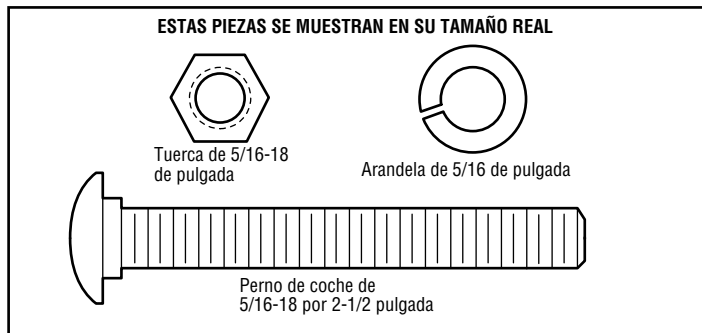 ESTAS PIEZAS SE MUESTRAN EN SU TAMAÑO REAL
Tuerca de 5/16-18
de pulgada
Arandela de 5/16 de pulgada
Perno de coche de
5/16-18 por 2-1/2 pulgada